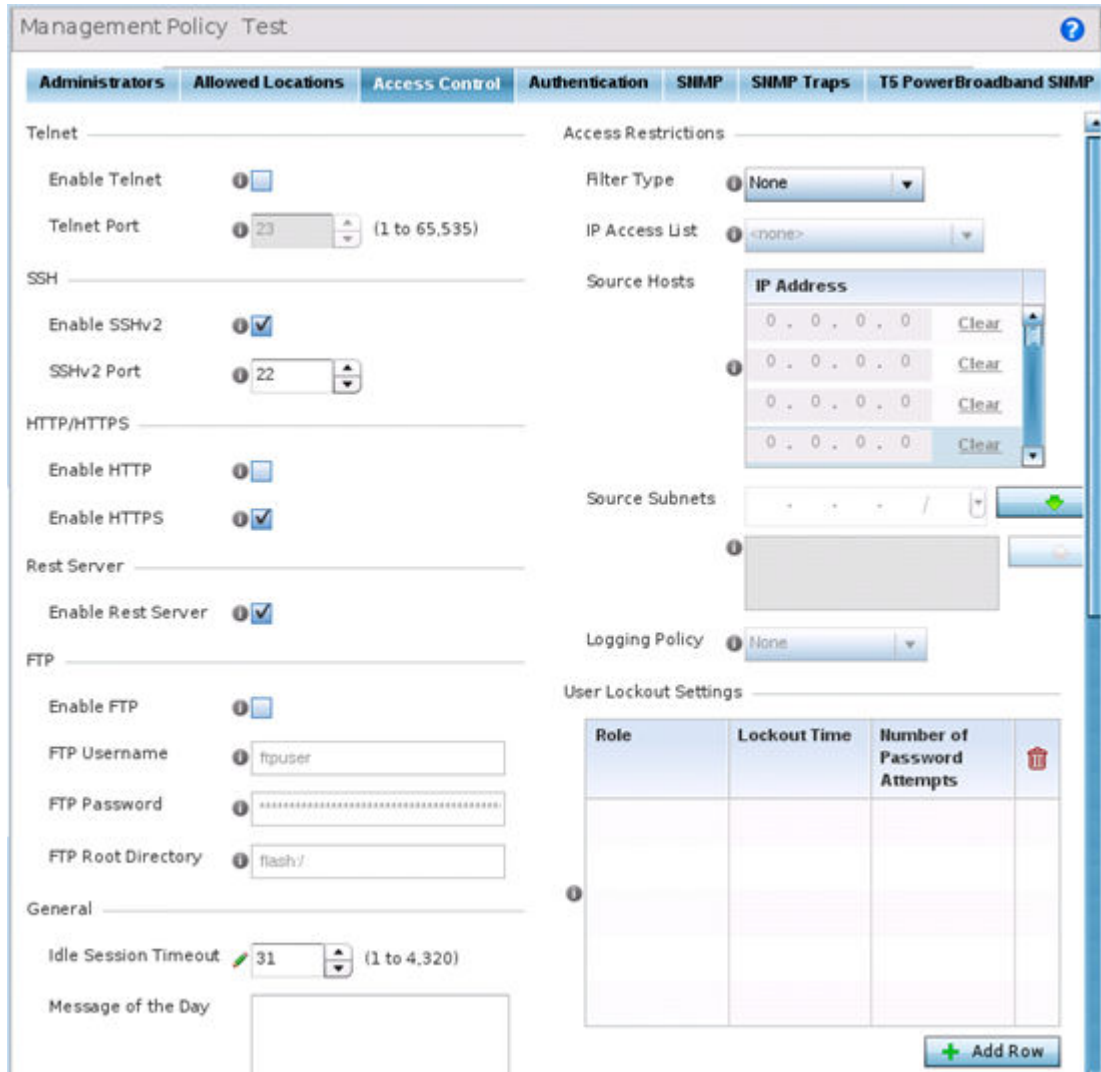 Management Policy Test
Administrators Allowed Locations Access Control Authentication SNMP SNMP Traps T5 PowerBroadband SNMP
Telnet
Enable Telnet
Telnet Port 23 (1 to 65,535)
SSH
Enable SSHv2
SSHv2 Port 22
HTTP/HTTPS
Enable HTTP
Enable HTTPS
Rest Server
Enable Rest Server
FTP
Enable FTP
FTP Username ftpuser
FTP Password ****************************************
FTP Root Directory flash:/
General
Idle Session Timeout 31 (1 to 4,320)
Message of the Day
Access Restrictions
Filter Type None
IP Access List <none>
Source Hosts
IP Address
0 . 0 . 0 . 0 Clear
0 . 0 . 0 . 0 Clear
0 . 0 . 0 . 0 Clear
0 . 0 . 0 . 0 Clear
Source Subnets . . . /
Logging Policy None
User Lockout Settings
Role Lockout Time Number of
Password
Attempts
Add Row